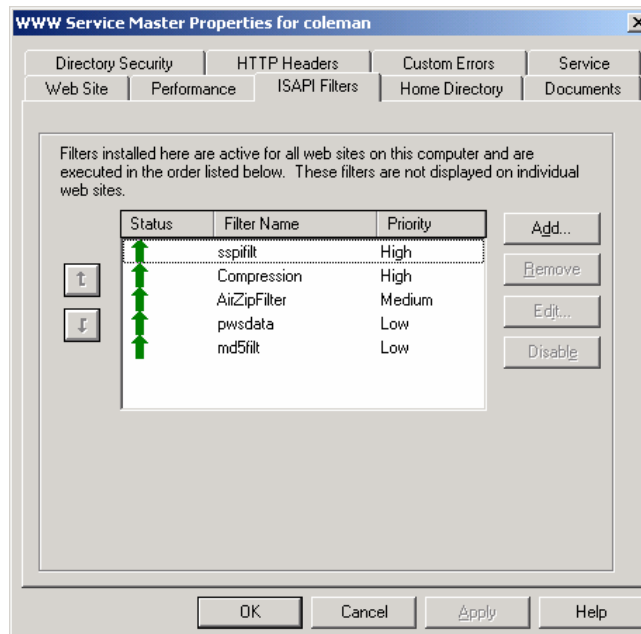 WWW Service Master Properties for coleman
Directory Security HTTP Headers Custom Errors Service
Web Site Performance ISAPI Filters Home Directory Documents
Filters installed here are active for all web sites on this computer and are
executed in the order listed below. These filters are not displayed on individual
web sites.
Status Filter Name Priority
sspifilt High
Compression High
AirZipFilter Medium
pwsdata Low
md5filt Low
Add...
Remove
Edit...
Disable
OK Cancel Apply Help